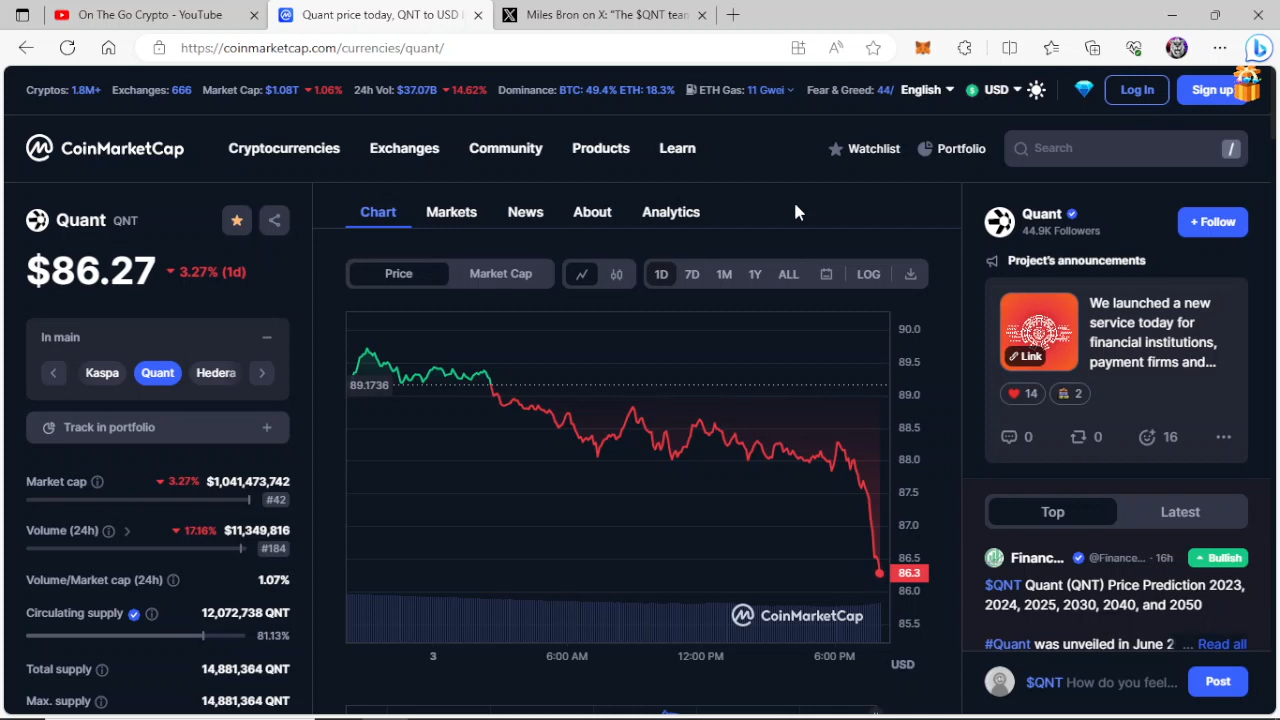 On The Go Crypto - YouTube
Quant price today, QNT to USD
Miles Bron on X: "The $QNT tea
https://coinmarketcap.com/currencies/quant/
Cryptos: 1.8M+ Exchanges: 666 Market Cap: $1.08T 1.06% 24h Vol: $37.07B 14.62% Dominance: BTC: 49.4% ETH: 18.3% ETH Gas: 11 Gwei Fear & Greed: 44/ English USD Log In Sign up
CoinMarketCap Cryptocurrencies Exchanges Community Products Learn Watchlist Portfolio Search /
Quant QNT
$86.27 3.27% (1d)
In main
Kaspa Quant Hedera
Track in portfolio +
Market cap 3.27% $1,041,473,742
#42
Volume (24h) 17.16% $11,349,816
#184
Volume/Market cap (24h) 1.07%
Circulating supply 12,072,738 QNT
81.13%
Total supply 14,881,364 QNT
Max. supply 14,881,364 QNT
Chart Markets News About Analytics
Price Market Cap 1D 7D 1M 1Y ALL LOG
90.0
89.5
89.1736
89.0
88.5
88.0
87.5
87.0
86.5
86.3
86.0
85.5
CoinMarketCap
3 6:00 AM 12:00 PM 6:00 PM USD
Quant
44.9K Followers
+ Follow
Project's announcements
We launched a new
service today for
financial institutions,
payment firms and...
Link
14 2
0 0 16
Top Latest
Financ... @Finance... · 16h Bullish
$QNT Quant (QNT) Price Prediction 2023,
2024, 2025, 2030, 2040, and 2050
#Quant was unveiled in June 2 ... Read all
$QNT How do you feel... Post